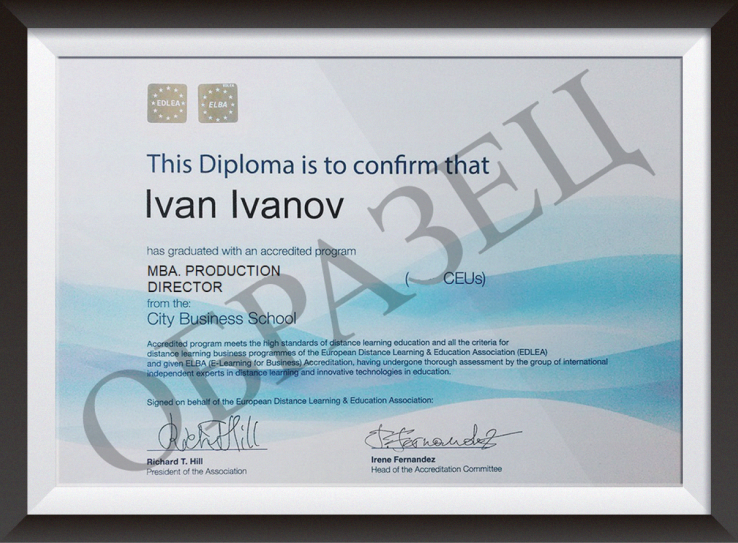 EDLEA
ELBA
This Diploma is to confirm that
Ivan Ivanov
has graduated with an accredited program
MBA. PRODUCTION
DIRECTOR
( CEUs)
from the:
City Business School
Accredited program meets the high standards of distance learning education and all the criteria for
distance learning business programmes of the European Distance Learning & Education Association (EDLEA)
and given ELBA (E-Learning for Business) Accreditation, having undergone thorough assessment by the group of international
independent experts in distance learning and innovative technologies in education.
Signed on behalf of the European Distance Learning & Education Association:
Richard T. Hill
President of the Association
Irene Fernandez
Head of the Accreditation Committee
ОБРАЗЕЦ